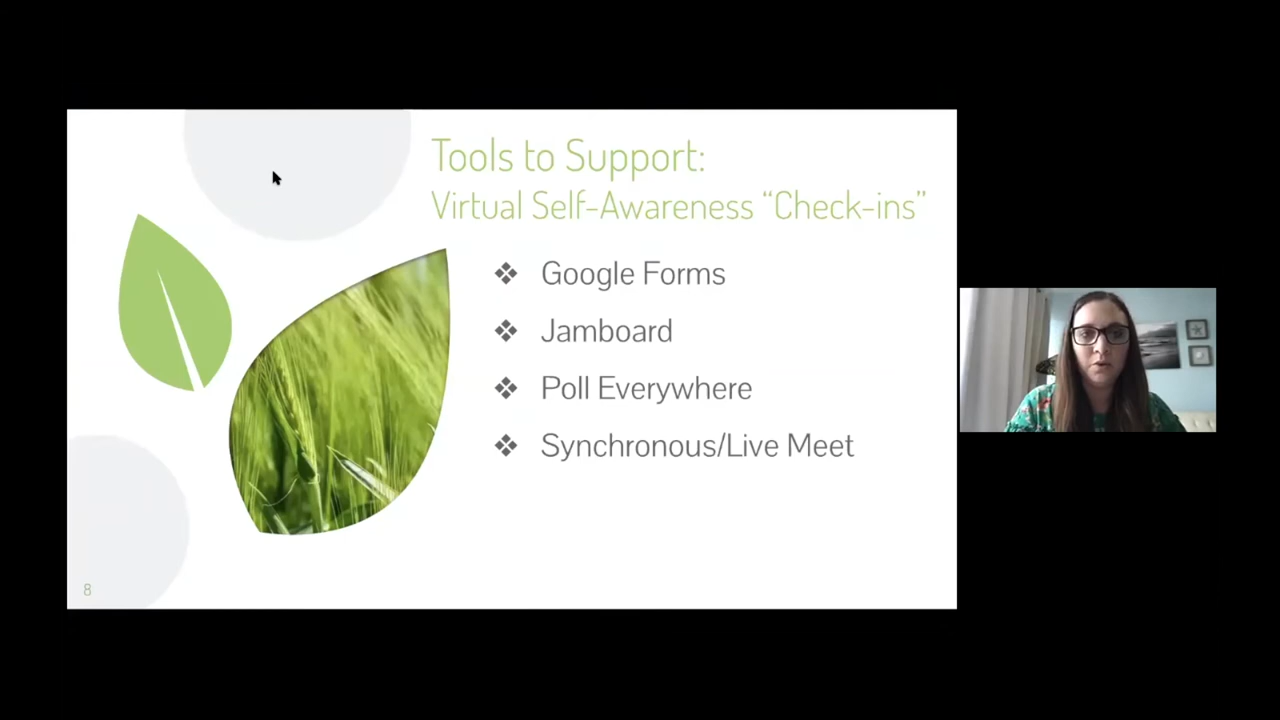 Tools to Support:
Virtual Self-Awareness “Check-ins”
❖ Google Forms
❖ Jamboard
❖ Poll Everywhere
❖ Synchronous/Live Meet
8